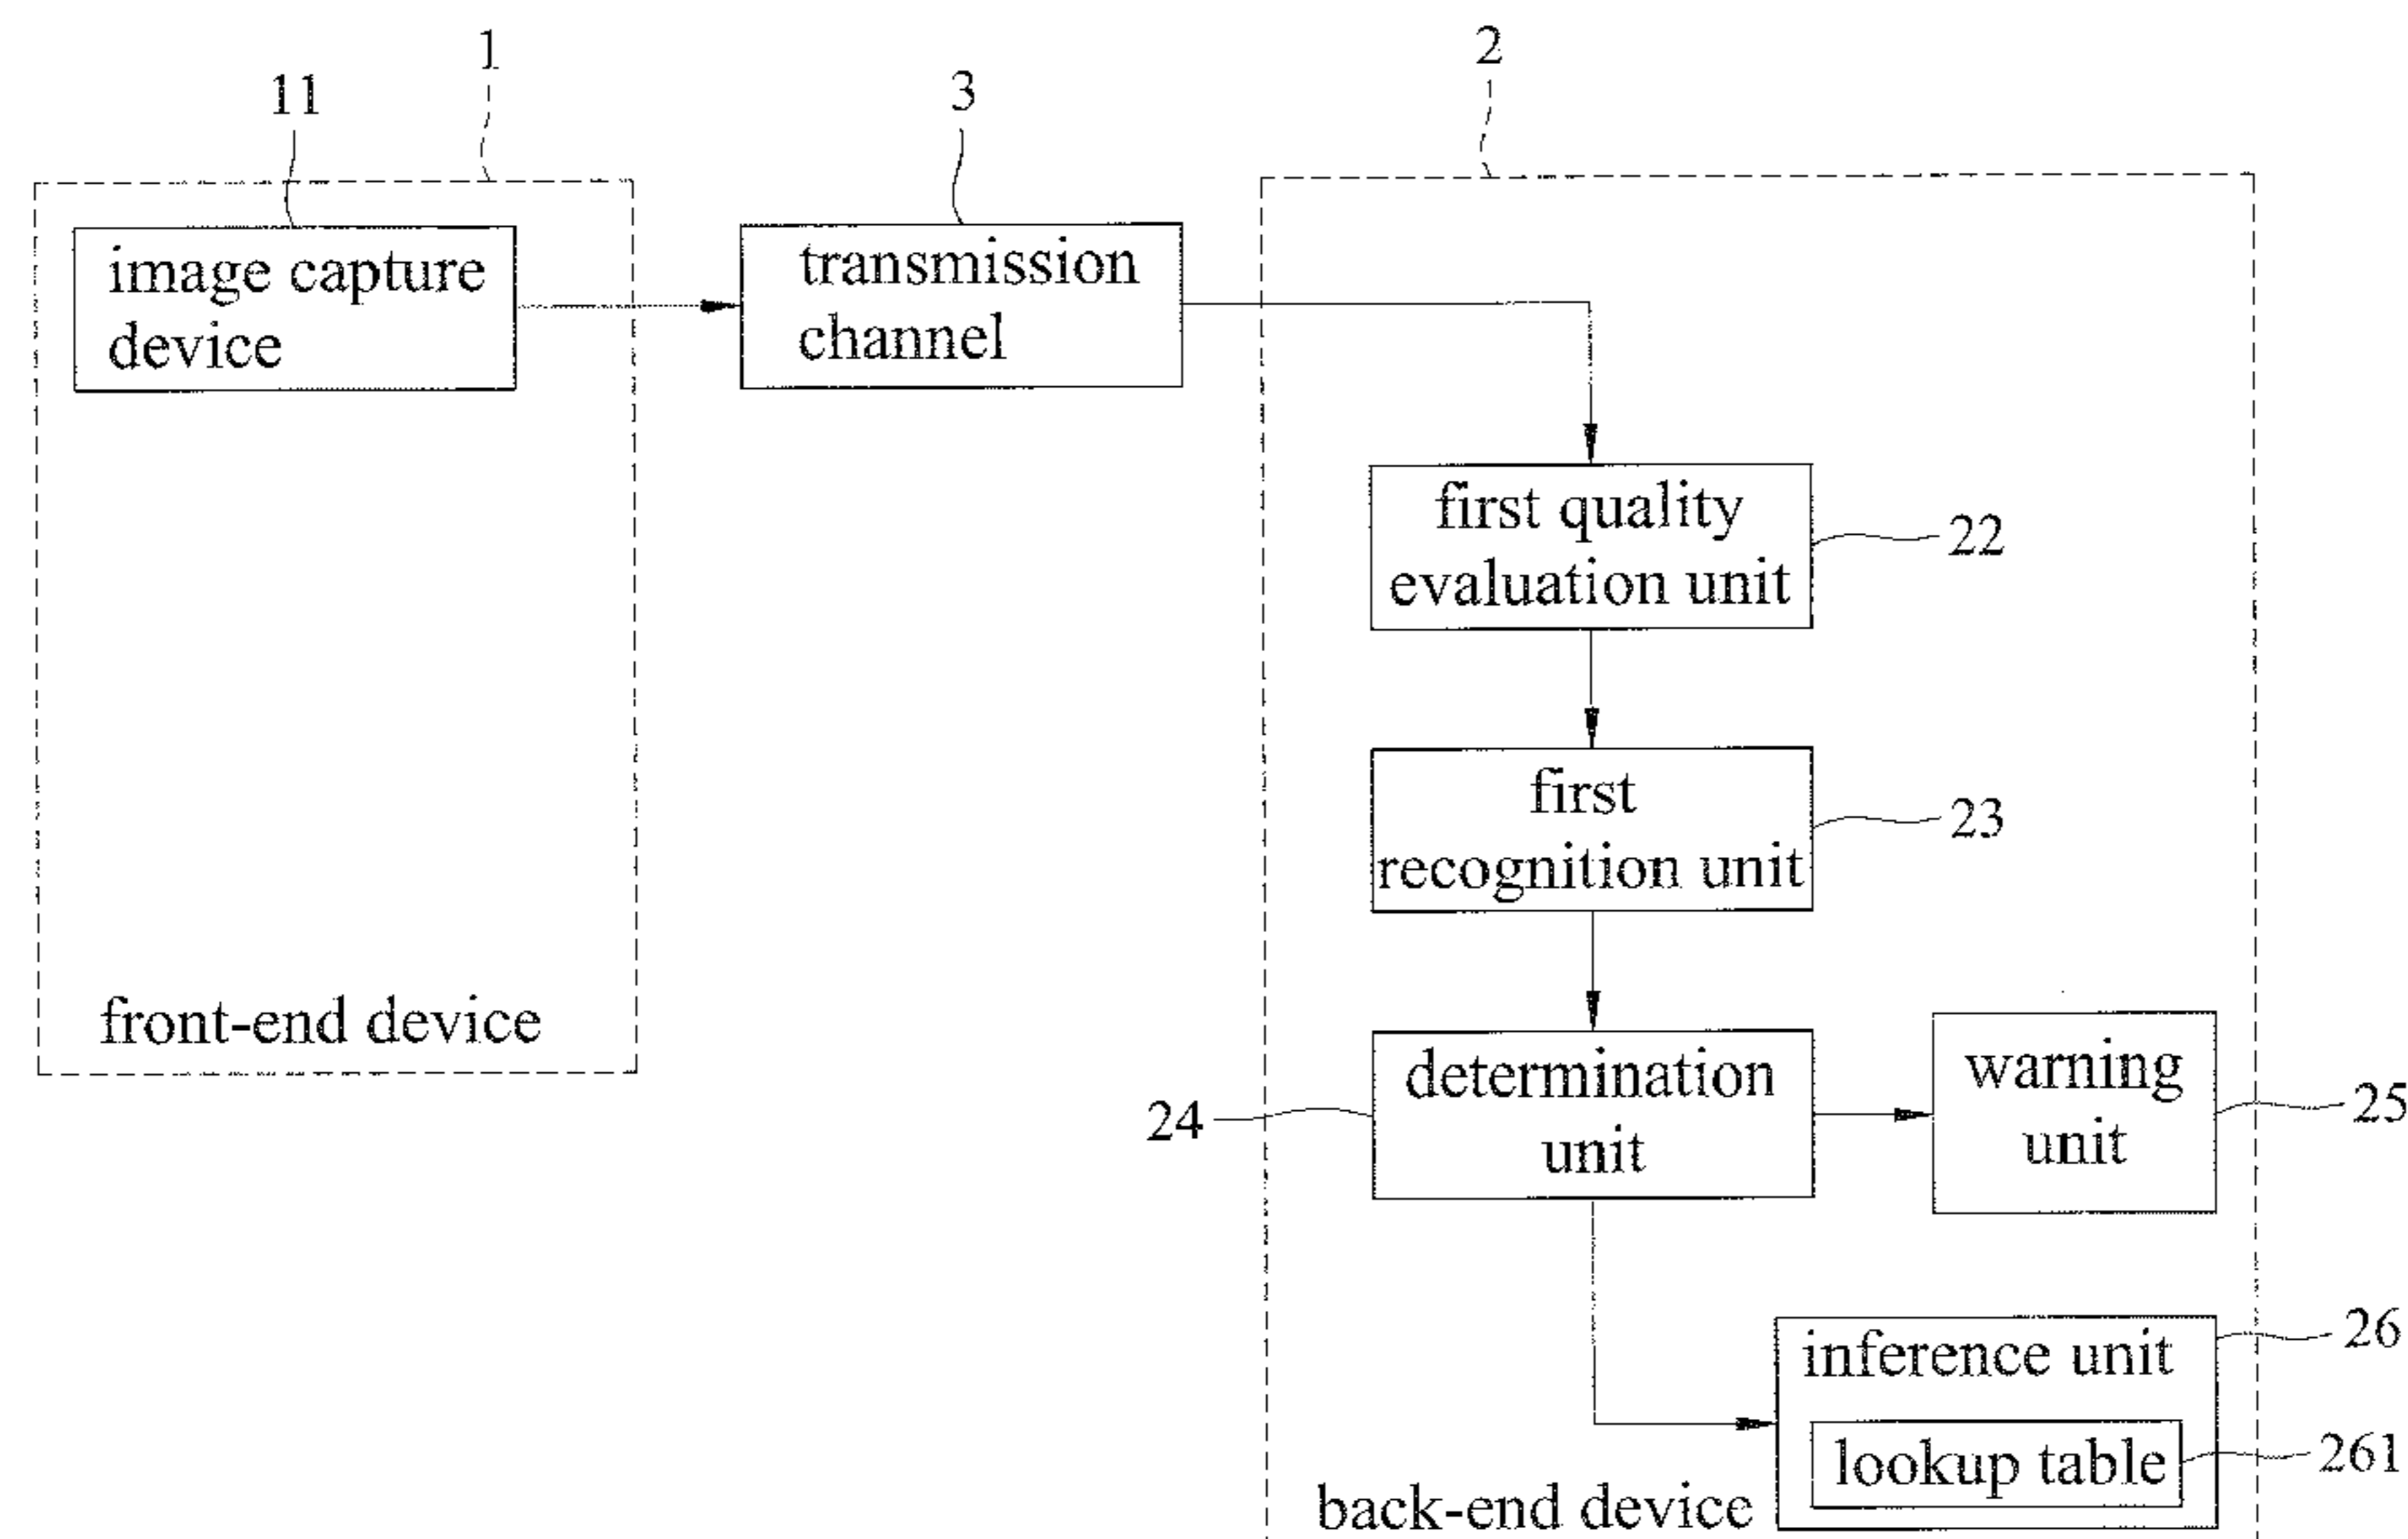 1
2
11
3
image capture
device
transmission
channel
first quality
evaluation unit
22
first
recognition unit
23
front-end device
determination
unit
24
warning
unit
25
inference unit
26
lookup table
261
back-end device